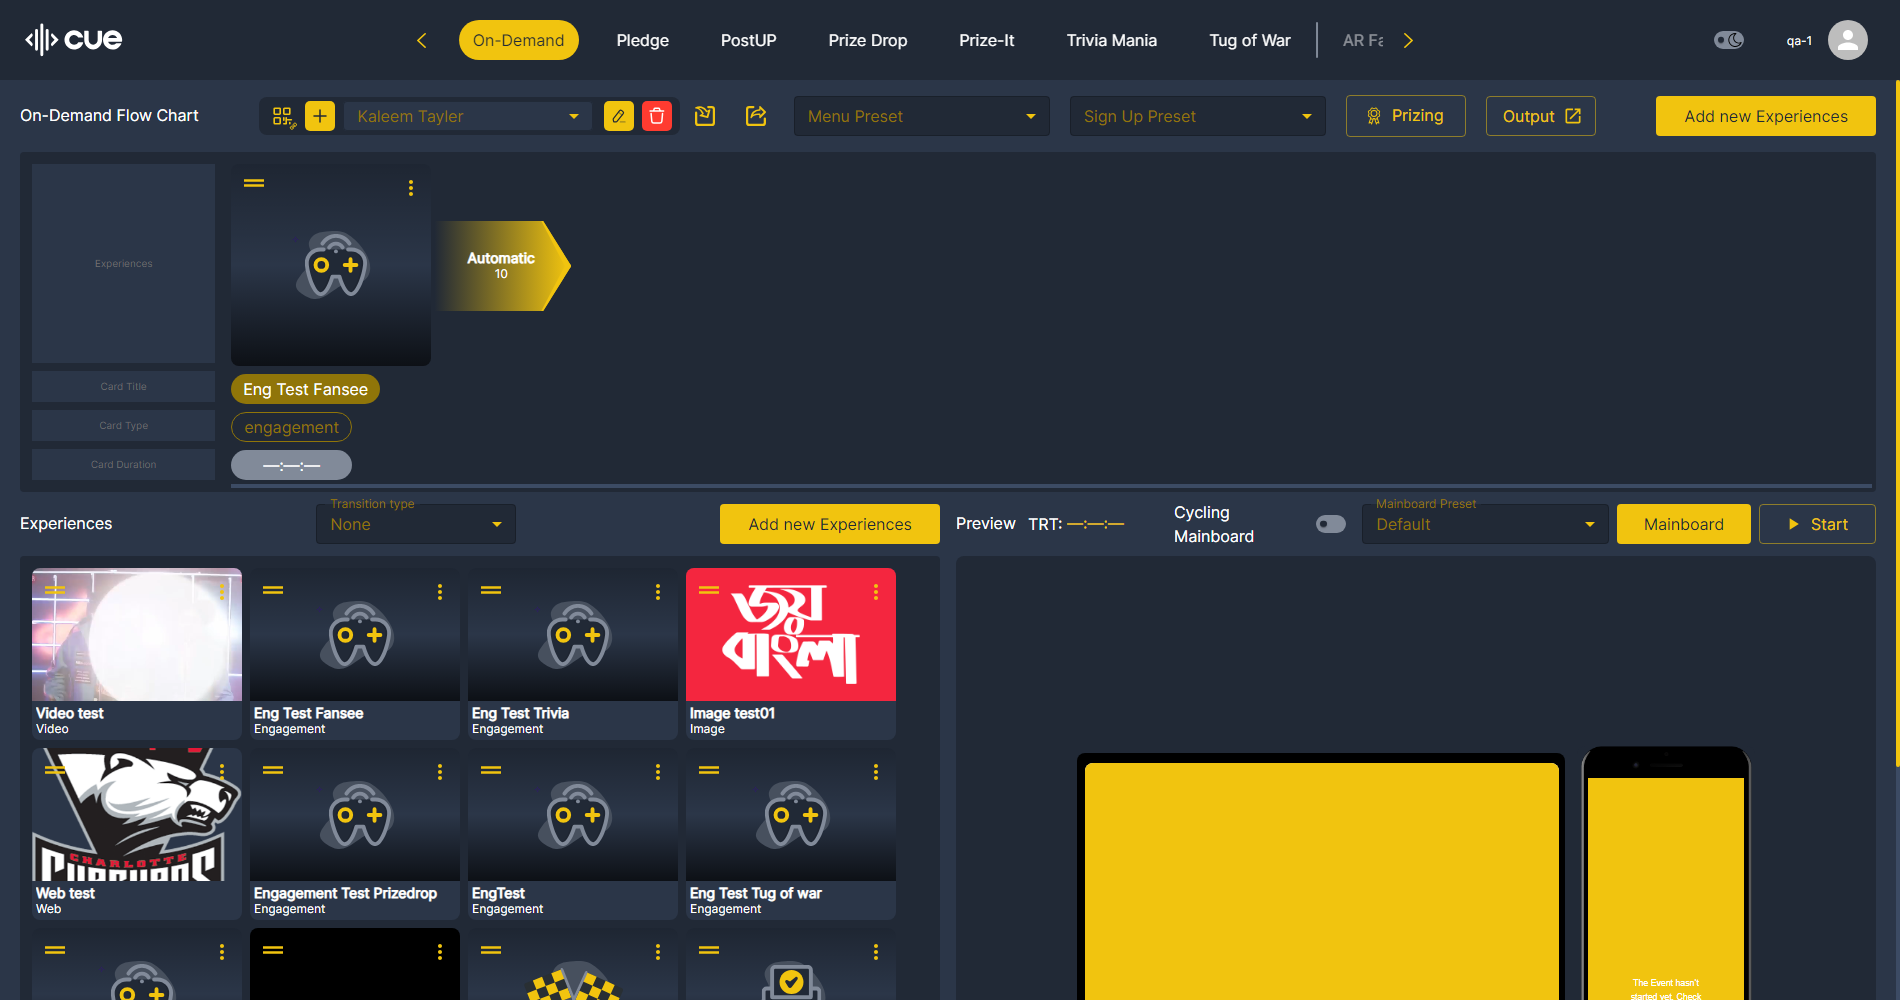 cue
On-Demand
Pledge
PostUP
Prize Drop
Prize-It
Trivia Mania
Tug of War
AR Fa
qa-1
On-Demand Flow Chart
Kaleem Tayler
Menu Preset
Sign Up Preset
Prizing
Output
Add new Experiences
Experiences
Automatic
10
Card Title
Eng Test Fansee
Card Type
engagement
Card Duration
—:—:—
Experiences
Transition type
None
Add new Experiences
Preview
TRT: —:—:—
Cycling
Mainboard
Mainboard Preset
Default
Mainboard
Start
জয়
বাংলা
Video test
Video
Eng Test Fansee
Engagement
Eng Test Trivia
Engagement
Image test01
Image
CHARLOTTE
Web test
Web
Engagement Test Prizedrop
Engagement
EngTest
Engagement
Eng Test Tug of war
Engagement
The Event hasn't
started yet. Check